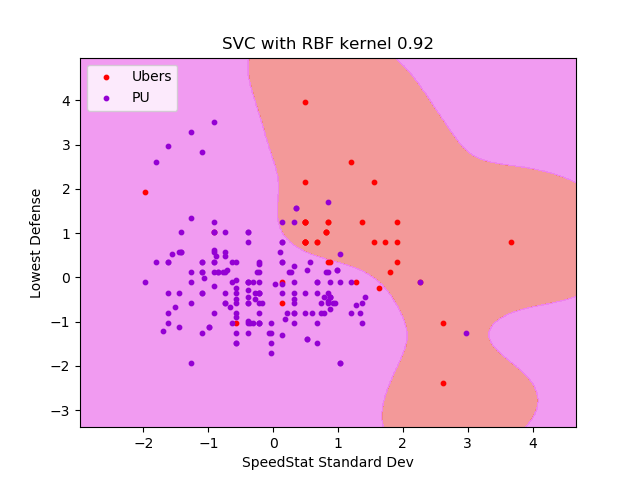 SVC with RBF kernel 0.92
Ubers
PU
4
3
2
1
0
−1
−2
−3
Lowest Defense
−2 −1 0 1 2 3 4
SpeedStat Standard Dev